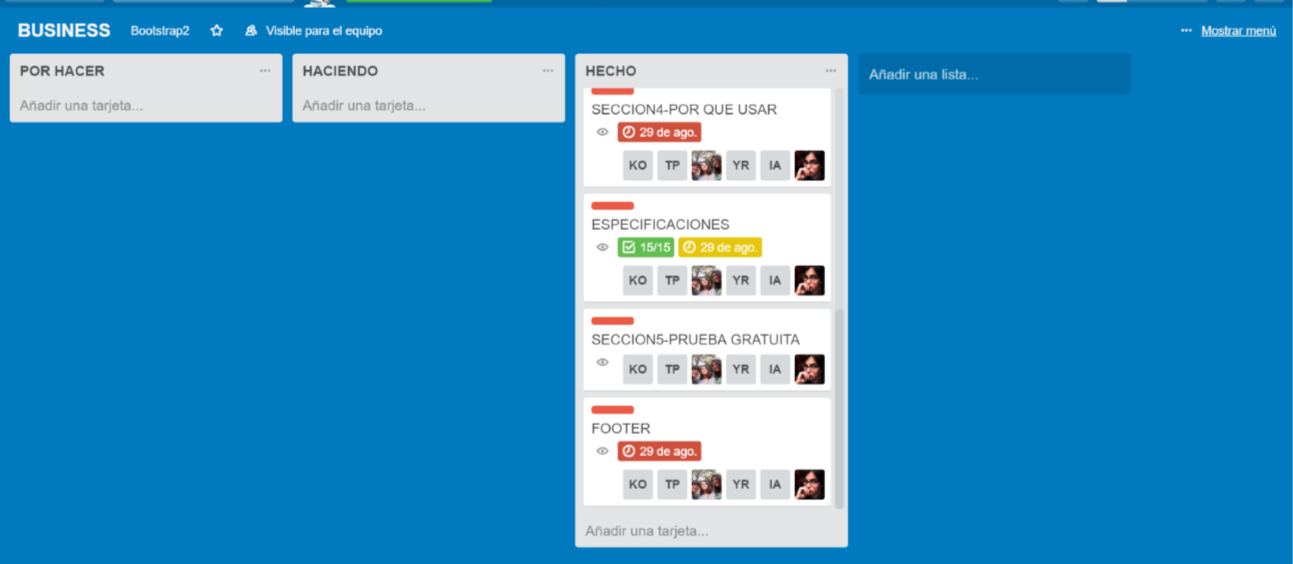 BUSINESS Bootstrap2 Visible para el equipo ... Mostrar menú
POR HACER ...
Añadir una tarjeta...
HACIENDO ...
Añadir una tarjeta...
HECHO ...
SECCION4-POR QUE USAR
29 de ago.
KO TP YR IA
ESPECIFICACIONES
15/15 29 de ago.
KO TP YR IA
SECCION5-PRUEBA GRATUITA
KO TP YR IA
FOOTER
29 de ago.
KO TP YR IA
Añadir una tarjeta...
Añadir una lista...